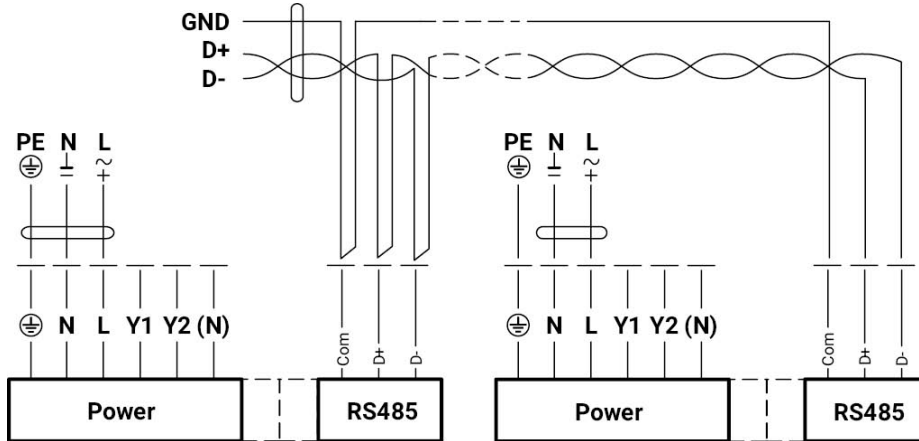 GND
D+
D-
PE N L
PE N L
N L Y1 Y2 (N)
Com
D+
D-
N L Y1 Y2 (N)
Com
D+
D-
Power
RS485
Power
RS485